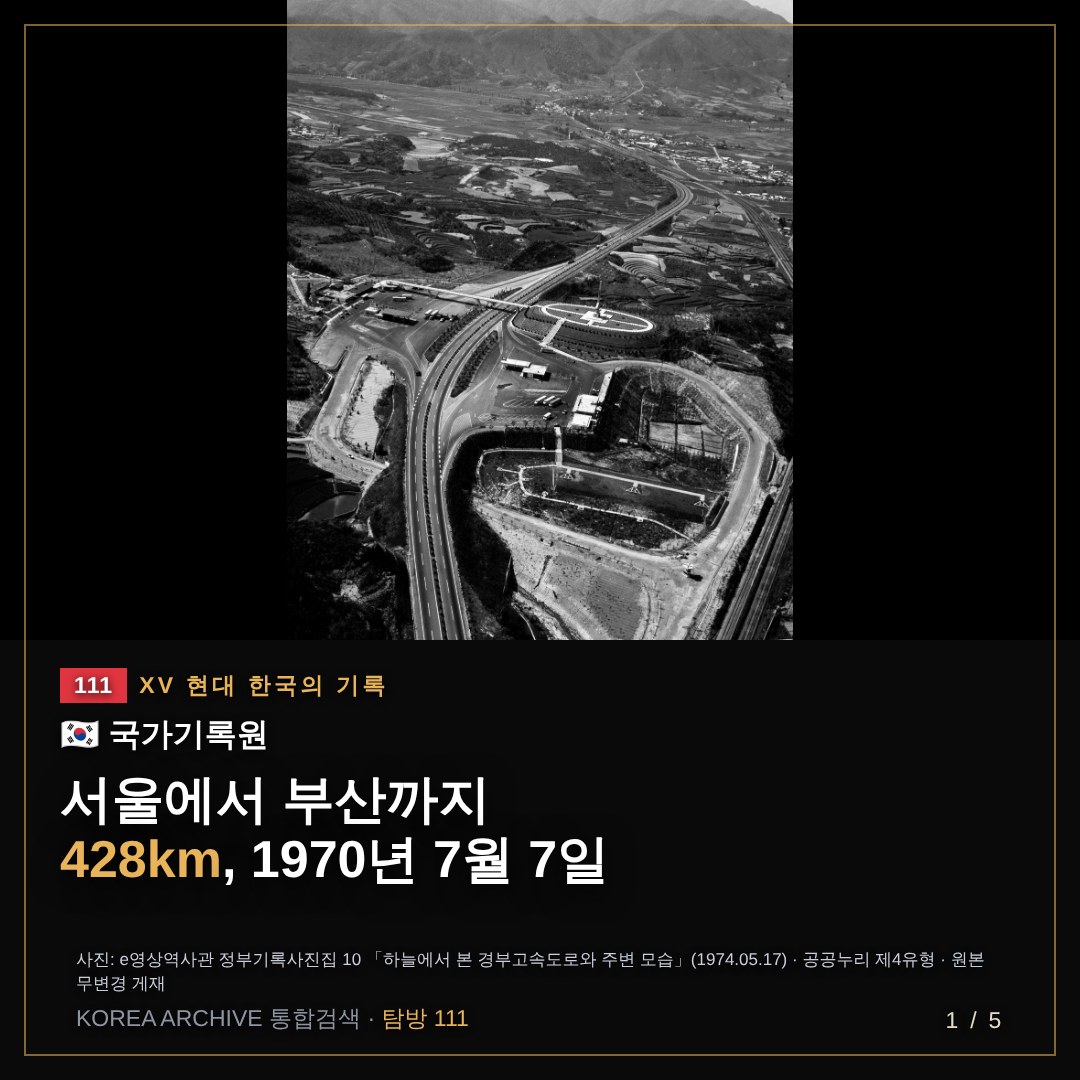 111 XV 현대 한국의 기록
국가기록원
서울에서 부산까지
428km, 1970년 7월 7일
사진: e영상역사관 정부기록사진집 10 「하늘에서 본 경부고속도로와 주변 모습」(1974.05.17) · 공공누리 제4유형 · 원본
무변경 게재
KOREA ARCHIVE 통합검색 · 탐방 111
1 / 5